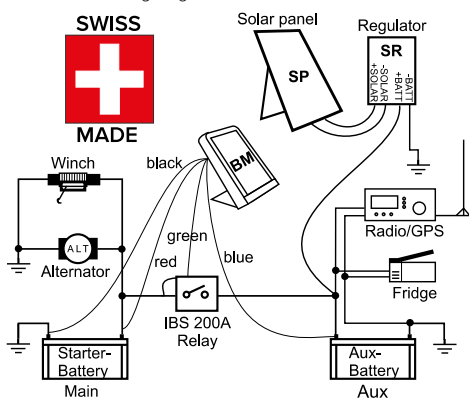 SWISS
MADE
Solar panel
SP
Regulator
SR
+SOLAR
-SOLAR
+BATT
-BATT
BM
black
Winch
green
red
blue
ALT
Alternator
Radio/GPS
Fridge
IBS 200A
Relay
Starter-
Battery
Main
Aux-
Battery
Aux